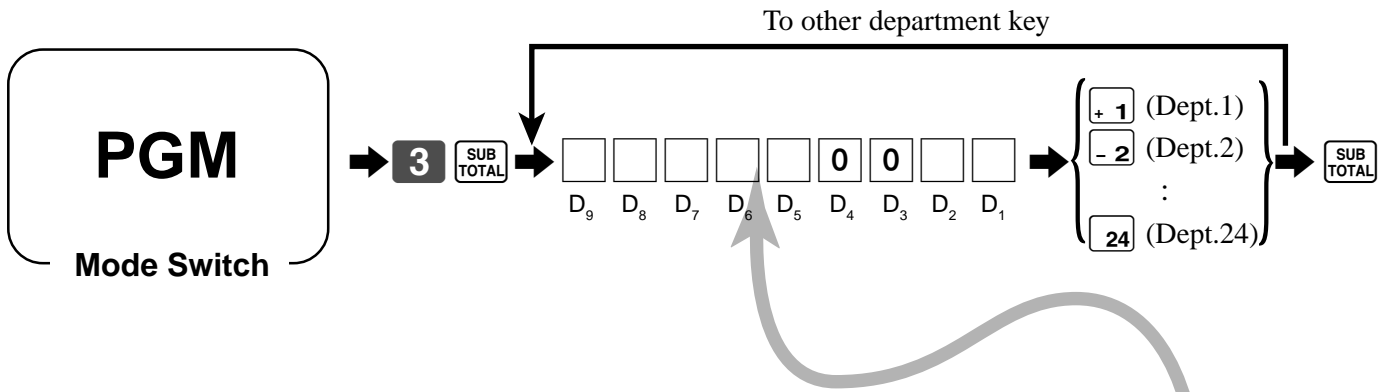 To other department key
PGM
Mode Switch
3
SUB
TOTAL
0 0
D9 D8 D7 D6 D5 D4 D3 D2 D1
+ 1 (Dept.1)
- 2 (Dept.2)
:
24 (Dept.24)
SUB
TOTAL